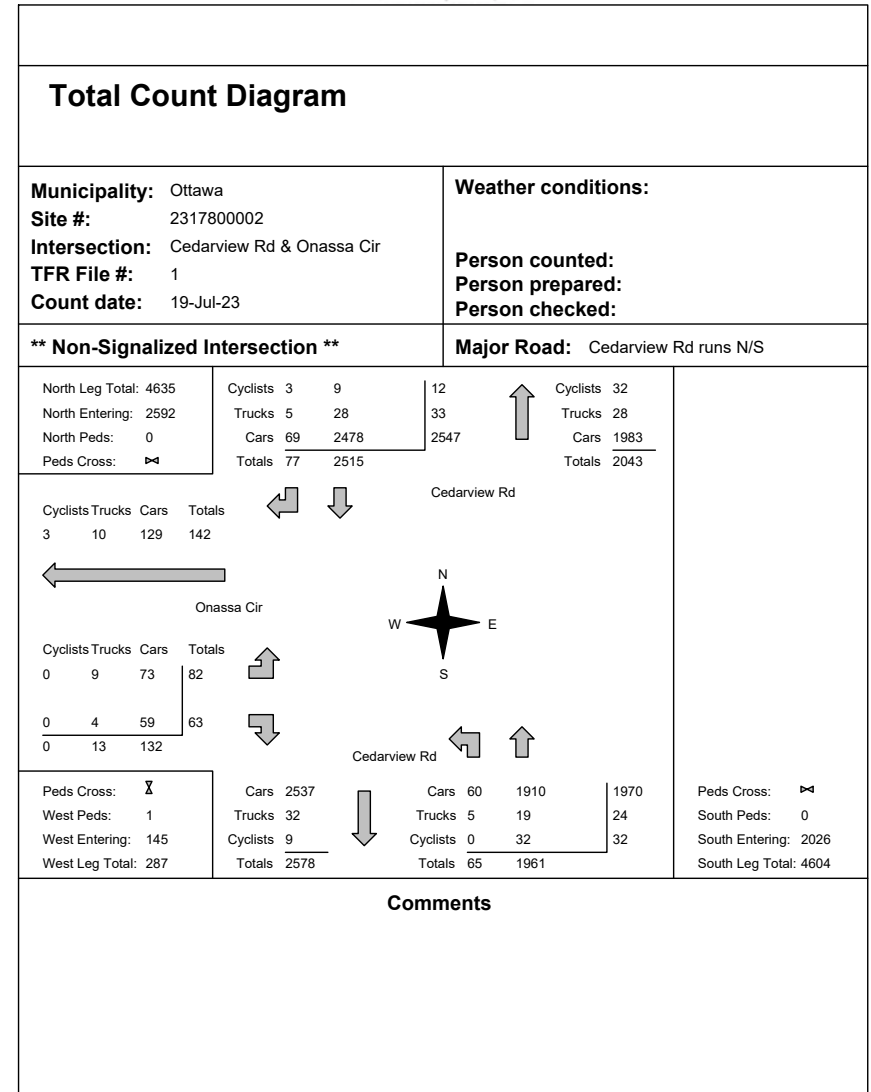 Total Count Diagram
Municipality: Ottawa
Site #: 2317800002
Intersection: Cedarview Rd & Onassa Cir
TFR File #: 1
Count date: 19-Jul-23
Weather conditions:
Person counted:
Person prepared:
Person checked:
** Non-Signalized Intersection **
Major Road: Cedarview Rd runs N/S
North Leg Total: 4635
North Entering: 2592
North Peds: 0
Peds Cross:
Cyclists 3 9 12
Trucks 5 28 33
Cars 69 2478 2547
Totals 77 2515
Cyclists 32
Trucks 28
Cars 1983
Totals 2043
Cedarview Rd
Cyclists Trucks Cars Totals
3 10 129 142
Onassa Cir
N
W E
S
Cyclists Trucks Cars Totals
0 9 73 82
0 4 59 63
0 13 132
Cedarview Rd
Peds Cross:
West Peds: 1
West Entering: 145
West Leg Total: 287
Cars 2537
Trucks 32
Cyclists 9
Totals 2578
Cars 60 1910 1970
Trucks 5 19 24
Cyclists 0 32 32
Totals 65 1961
Peds Cross:
South Peds: 0
South Entering: 2026
South Leg Total: 4604
Comments